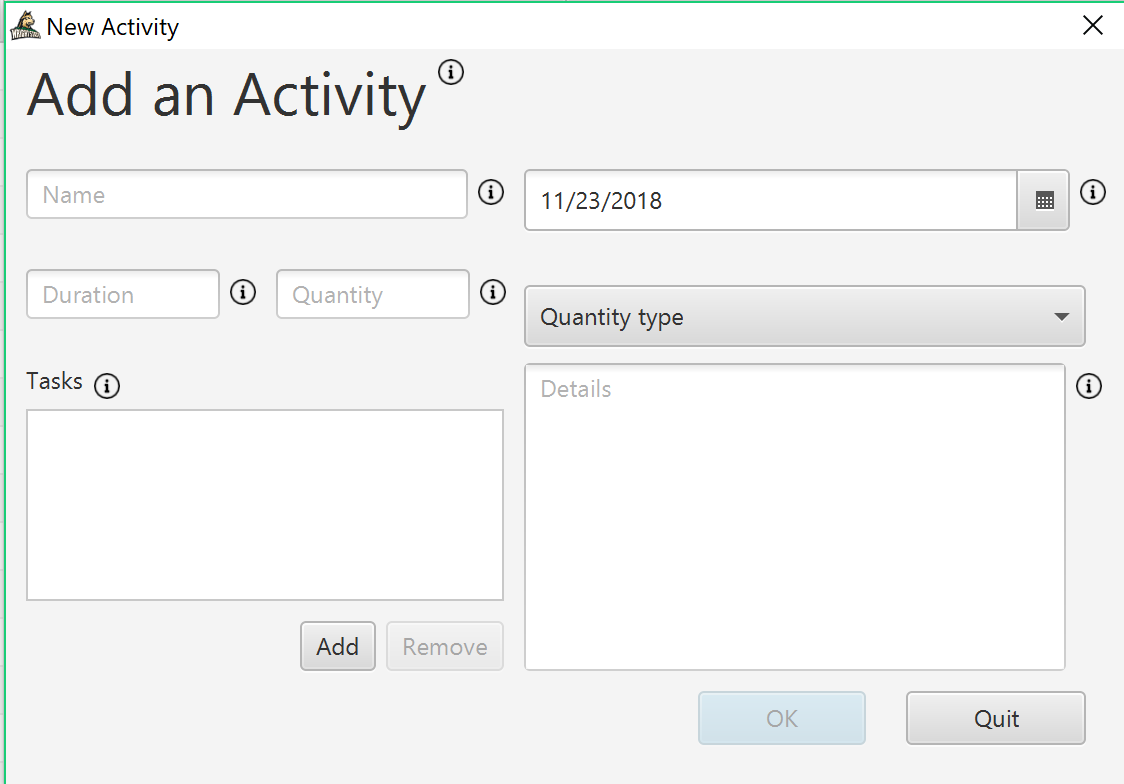 New Activity
Add an Activity
Name
11/23/2018
Duration
Quantity
Quantity type
Tasks
Details
Add
Remove
OK
Quit